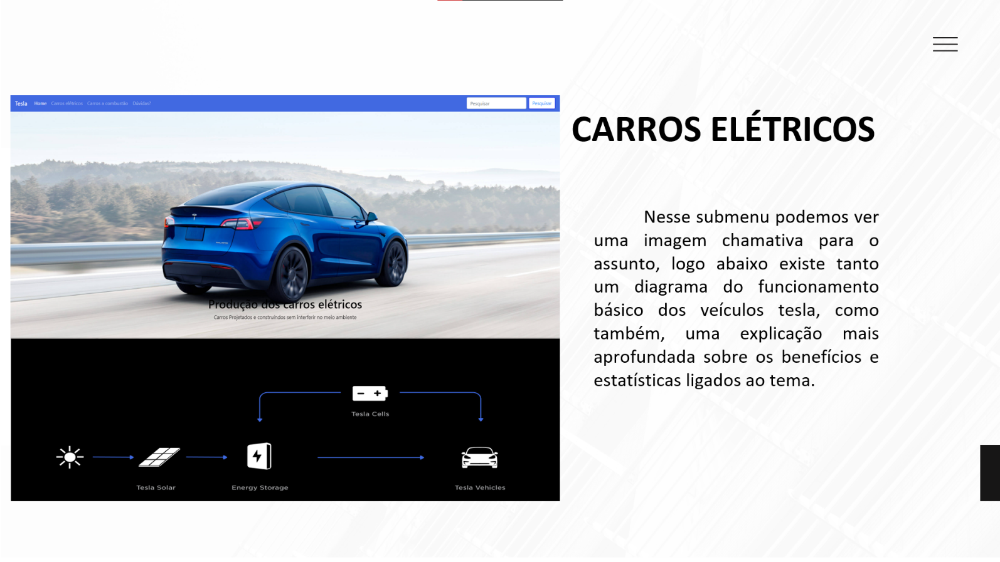 Tesla Home Carros elétricos Carros a combustão Dúvidas? Pesquisar Pesquisar
Produção dos carros elétricos
Carros Projetados e construindos sem interferir no meio ambiente
Tesla Cells
Tesla Solar Energy Storage Tesla Vehicles
CARROS ELÉTRICOS
Nesse submenu podemos ver
uma imagem chamativa para o
assunto, logo abaixo existe tanto
um diagrama do funcionamento
básico dos veículos tesla, como
também, uma explicação mais
aprofundada sobre os benefícios e
estatísticas ligados ao tema.